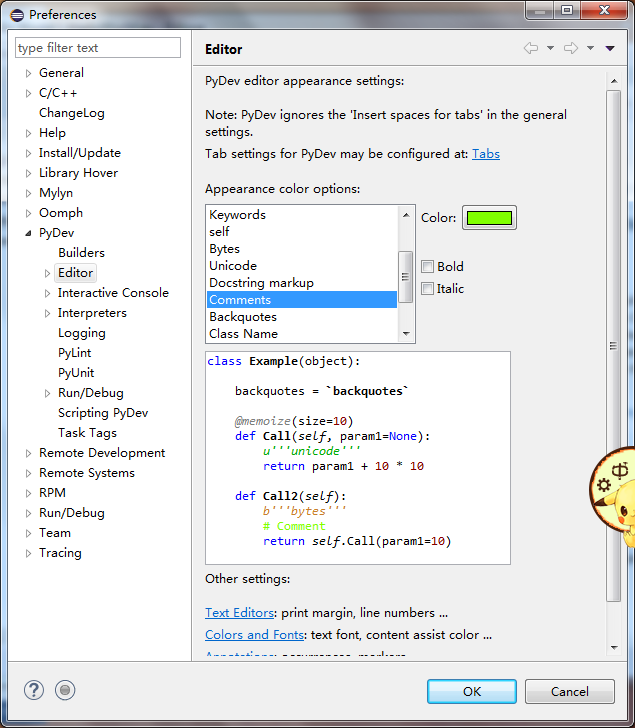 Preferences
type filter text
General
C/C++
ChangeLog
Help
Install/Update
Library Hover
Mylyn
Oomph
PyDev
Builders
Editor
Interactive Console
Interpreters
Logging
PyLint
PyUnit
Run/Debug
Scripting PyDev
Task Tags
Remote Development
Remote Systems
RPM
Run/Debug
Team
Tracing
Editor
PyDev editor appearance settings:
Note: PyDev ignores the 'Insert spaces for tabs' in the general
settings.
Tab settings for PyDev may be configured at: Tabs
Appearance color options:
Keywords
self
Bytes
Unicode
Docstring markup
Comments
Backquotes
Class Name
Color:
Bold
Italic
class Example(object):
backquotes = `backquotes`
@memoize(size=10)
def Call(self, param1=None):
u'''unicode'''
return param1 + 10 * 10
def Call2(self):
b'''bytes'''
# Comment
return self.Call(param1=10)
Other settings:
Text Editors: print margin, line numbers ...
Colors and Fonts: text font, content assist color ...
Annotations: occurrences, markers
中
?
OK
Cancel